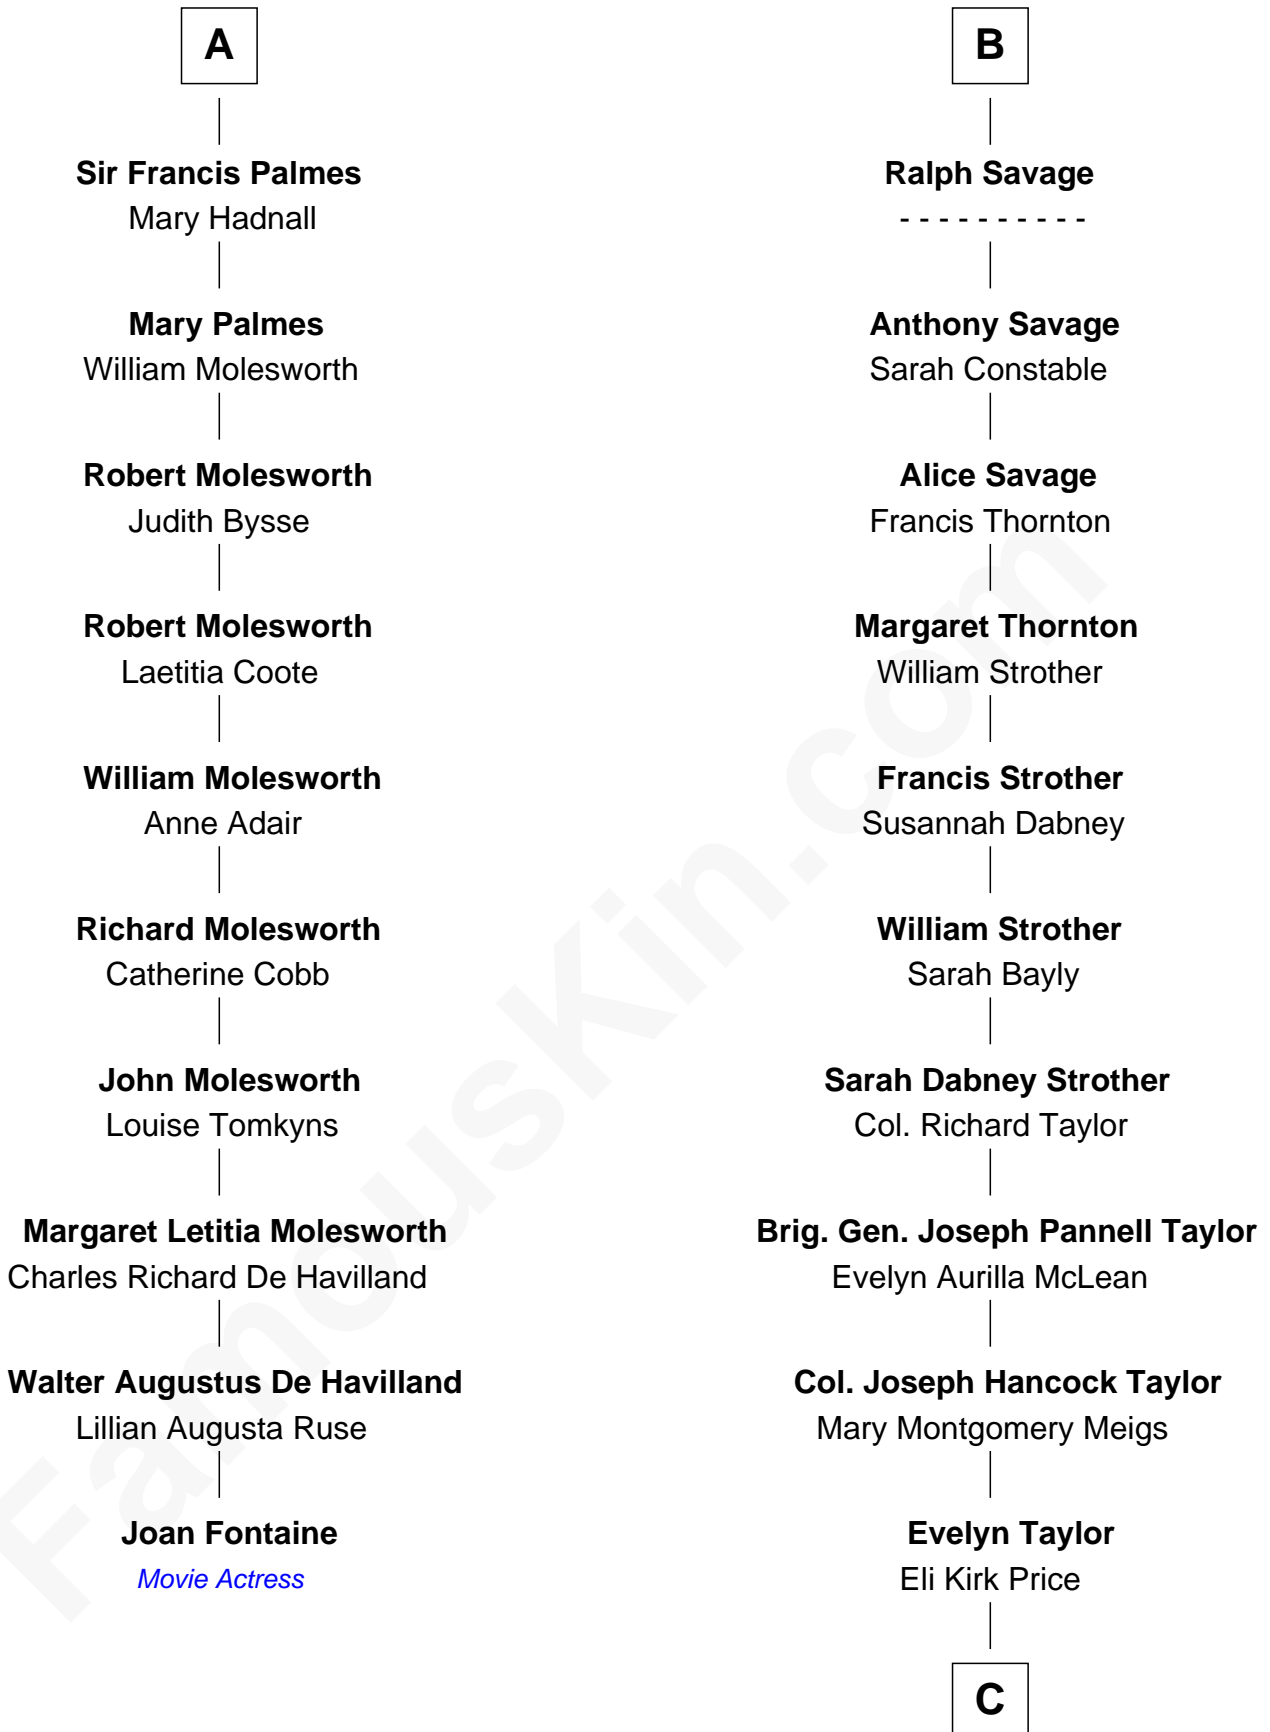 A
Sir Francis Palmes
Mary Hadnall
Mary Palmes
William Molesworth
Robert Molesworth
Judith Bysse
Robert Molesworth
Laetitia Coote
William Molesworth
Anne Adair
Richard Molesworth
Catherine Cobb
John Molesworth
Louise Tomkyns
Margaret Letitia Molesworth
Charles Richard De Havilland
Walter Augustus De Havilland
Lillian Augusta Ruse
Joan Fontaine
Movie Actress
B
Ralph Savage
- - - - - - - - - -
Anthony Savage
Sarah Constable
Alice Savage
Francis Thornton
Margaret Thornton
William Strother
Francis Strother
Susannah Dabney
William Strother
Sarah Bayly
Sarah Dabney Strother
Col. Richard Taylor
Brig. Gen. Joseph Pannell Taylor
Evelyn Aurilla McLean
Col. Joseph Hancock Taylor
Mary Montgomery Meigs
Evelyn Taylor
Eli Kirk Price
C
FamousKin.com